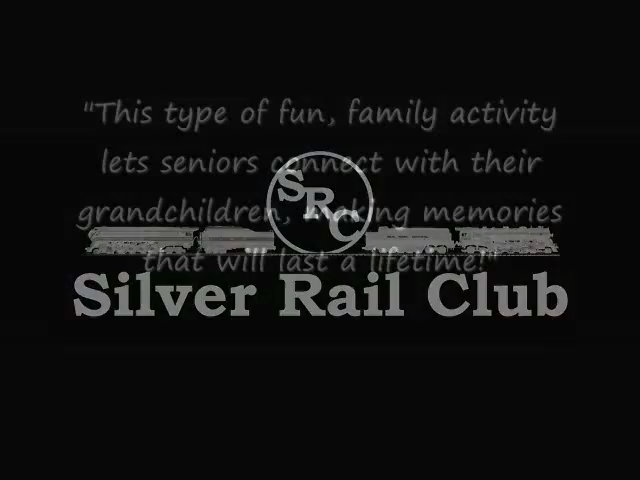 "This type of fun, family activity
lets seniors connect with their
grandchildren, making memories
that will last a lifetime!"
SRC
Silver Rail Club